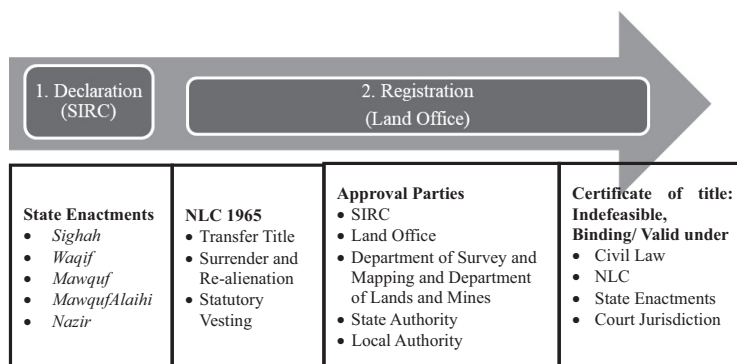 1. Declaration
(SIRC)
2. Registration
(Land Office)
State Enactments
• Sighah
• Waqif
• Mawquf
• MawqufAlaihi
• Nazir
NLC 1965
• Transfer Title
• Surrender and
Re-alienation
• Statutory
Vesting
Approval Parties
• SIRC
• Land Office
• Department of Survey and
Mapping and Department
of Lands and Mines
• State Authority
• Local Authority
Certificate of title:
Indefeasible,
Binding/ Valid under
• Civil Law
• NLC
• State Enactments
• Court Jurisdiction